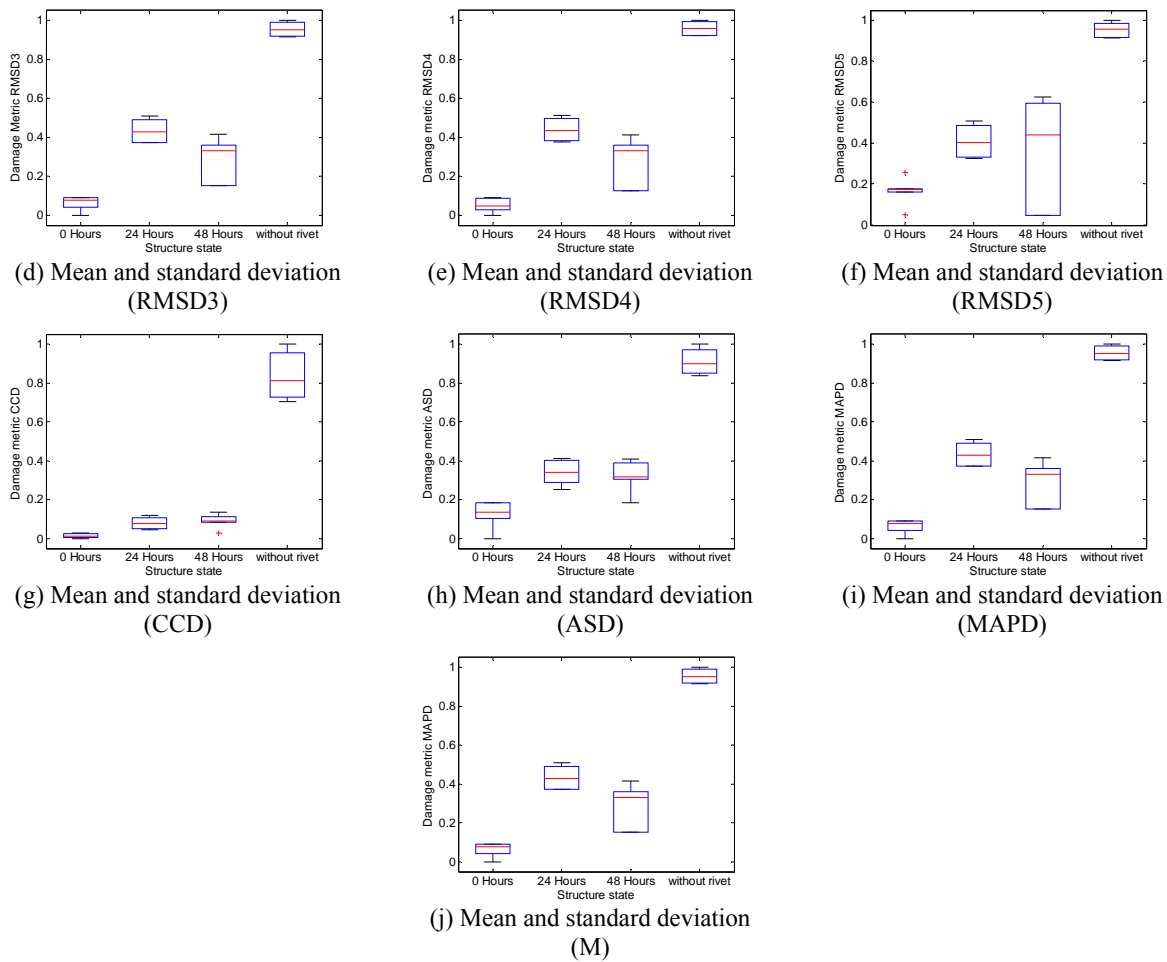 Damage Metric RMSD3
1
0.8
0.6
0.4
0.2
0
0 Hours 24 Hours 48 Hours without rivet
Structure state
(d) Mean and standard deviation
(RMSD3)
Damage metric RMSD4
1
0.8
0.6
0.4
0.2
0
0 Hours 24 Hours 48 Hours without rivet
Structure state
(e) Mean and standard deviation
(RMSD4)
Damage metric RMSD5
1
0.8
0.6
0.4
0.2
0
0 Hours 24 Hours 48 Hours without rivet
Structure state
(f) Mean and standard deviation
(RMSD5)
Damage metric CCD
1
0.8
0.6
0.4
0.2
0
0 Hours 24 Hours 48 Hours without rivet
Structure state
(g) Mean and standard deviation
(CCD)
Damage metric ASD
1
0.8
0.6
0.4
0.2
0
0 Hours 24 Hours 48 Hours without rivet
Structure state
(h) Mean and standard deviation
(ASD)
Damage metric MAPD
1
0.8
0.6
0.4
0.2
0
0 Hours 24 Hours 48 Hours without rivet
Structure state
(i) Mean and standard deviation
(MAPD)
Damage metric MAPD
1
0.8
0.6
0.4
0.2
0
0 Hours 24 Hours 48 Hours without rivet
Structure state
(j) Mean and standard deviation
(M)